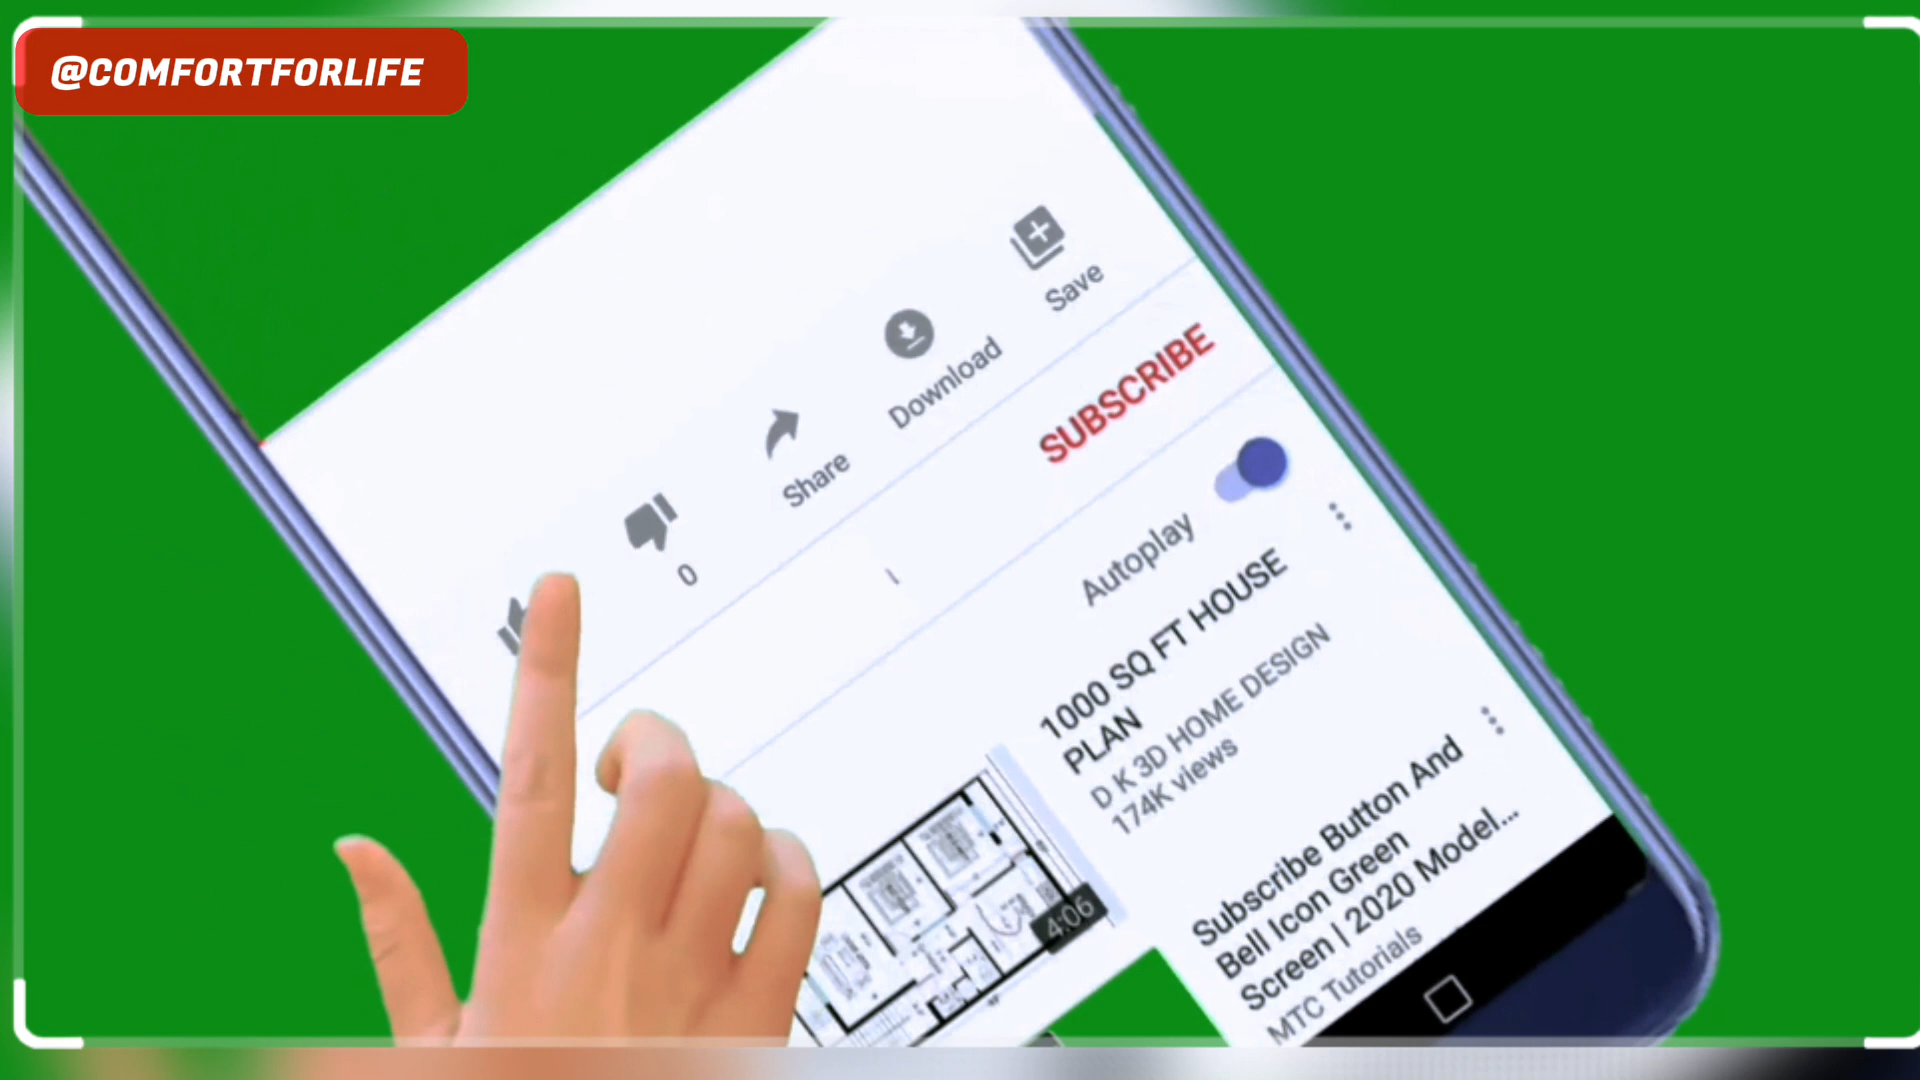 @COMFORTFORLIFE
Save
Download
Share
0
SUBSCRIBE
Autoplay
1000 SQ FT HOUSE
PLAN
D K 3D HOME DESIGN
174K views
4:06
Subscribe Button And
Bell Icon Green
Screen | 2020 Model...
MTC Tutorials